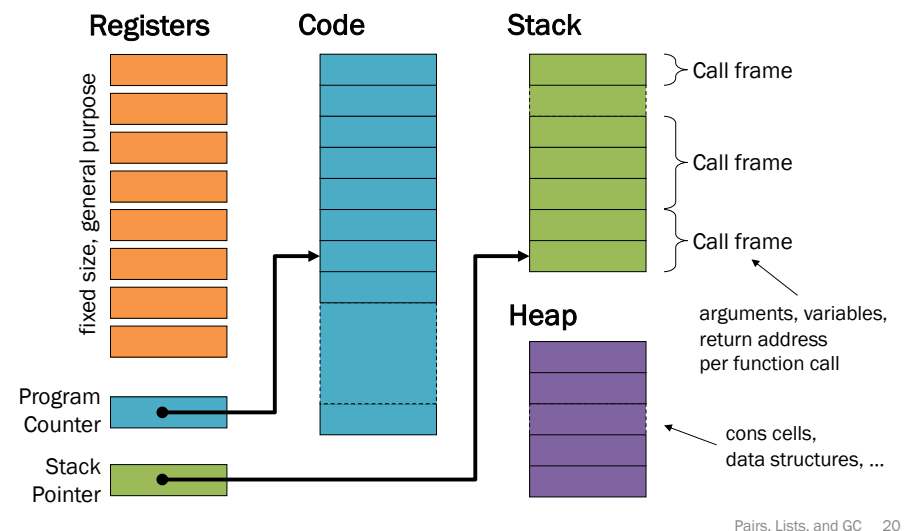 Registers
Code
Stack
fixed size, general purpose
Call frame
Call frame
Call frame
arguments, variables,
return address
per function call
Heap
cons cells,
data structures, ...
Program
Counter
Stack
Pointer
Pairs, Lists, and GC 20